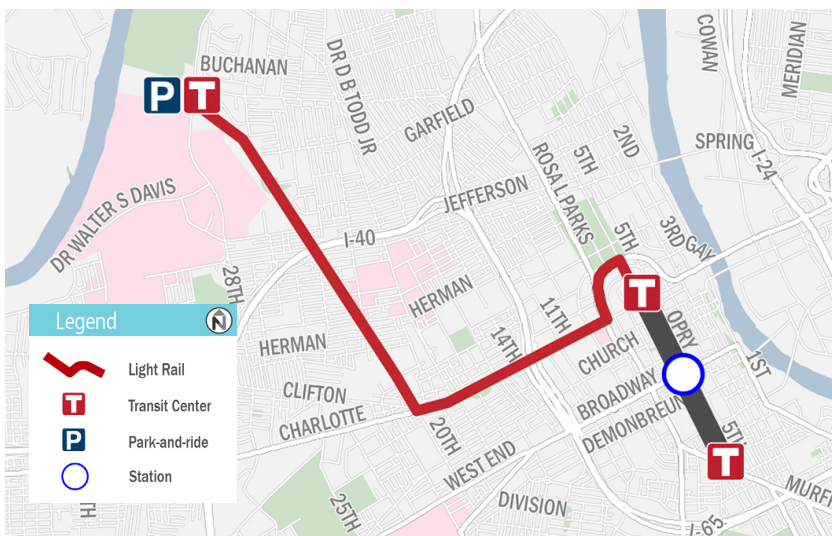 BUCHANAN
DR D B TODD JR
GARFIELD
COWAN
MERIDIAN
P
T
2ND
SPRING
5TH
I-24
ROSA L PARKS
JEFFERSON
DR WALTER S DAVIS
I-40
5TH
3RD
GAY
28TH
HERMAN
T
11TH
OPRY
Legend
N
HERMAN
14TH
CHURCH
1ST
Light Rail
CLIFTON
BROADWAY
T
Transit Center
CHARLOTTE
20TH
DEMONBREUN
5TH
P
Park-and-ride
WEST END
T
Station
25TH
DIVISION
MURF
44TH
I-65